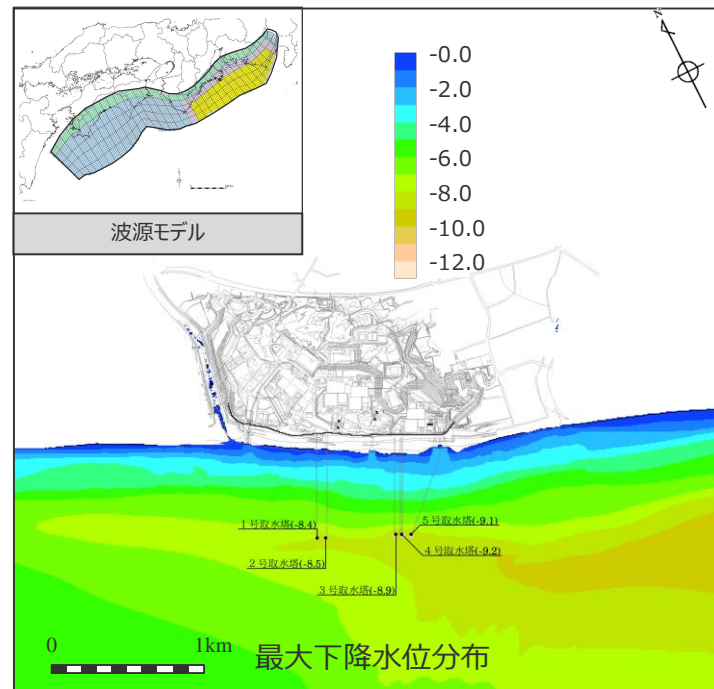 N
-0.0
-2.0
-4.0
-6.0
-8.0
-10.0
-12.0
波源モデル
1号取水塔(-8.4)
2号取水塔(-8.5)
3号取水塔(-8.9)
4号取水塔(-9.2)
5号取水塔(-9.1)
0 1km
最大下降水位分布